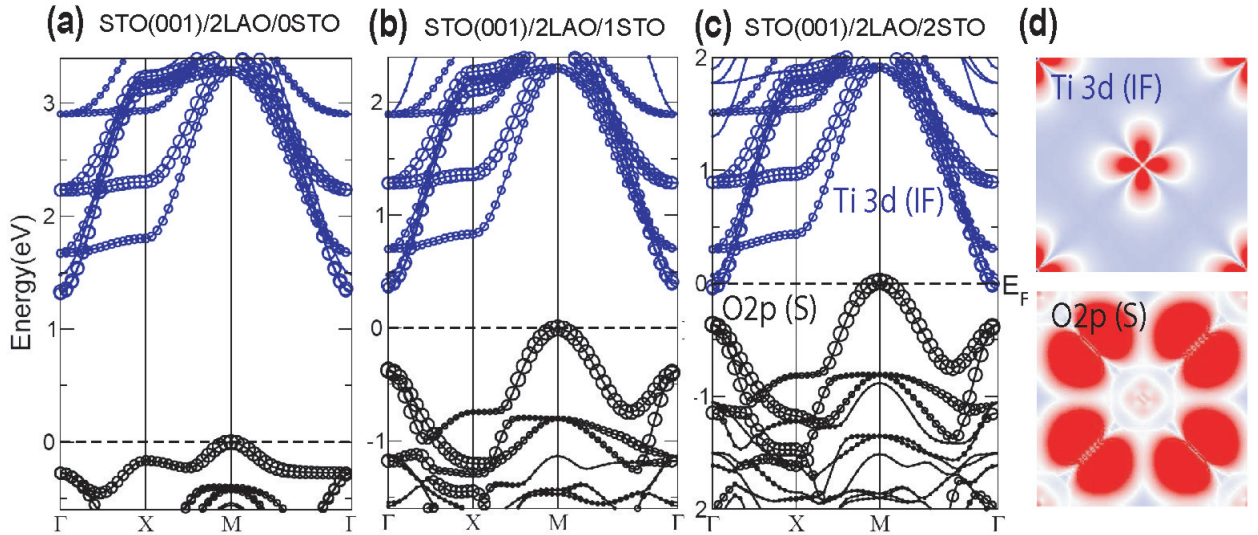 (a) STO(001)/2LAO/0STO
(b) STO(001)/2LAO/1STO
(c) STO(001)/2LAO/2STO
(d)
Energy(eV)
3
2
1
0
Γ X M Γ
2
1
0
-1
Γ X M Γ
2
1
0
-1
2
Γ X M Γ
Ti 3d (IF)
O2p (S)
E_F
Ti 3d (IF)
O2p (S)